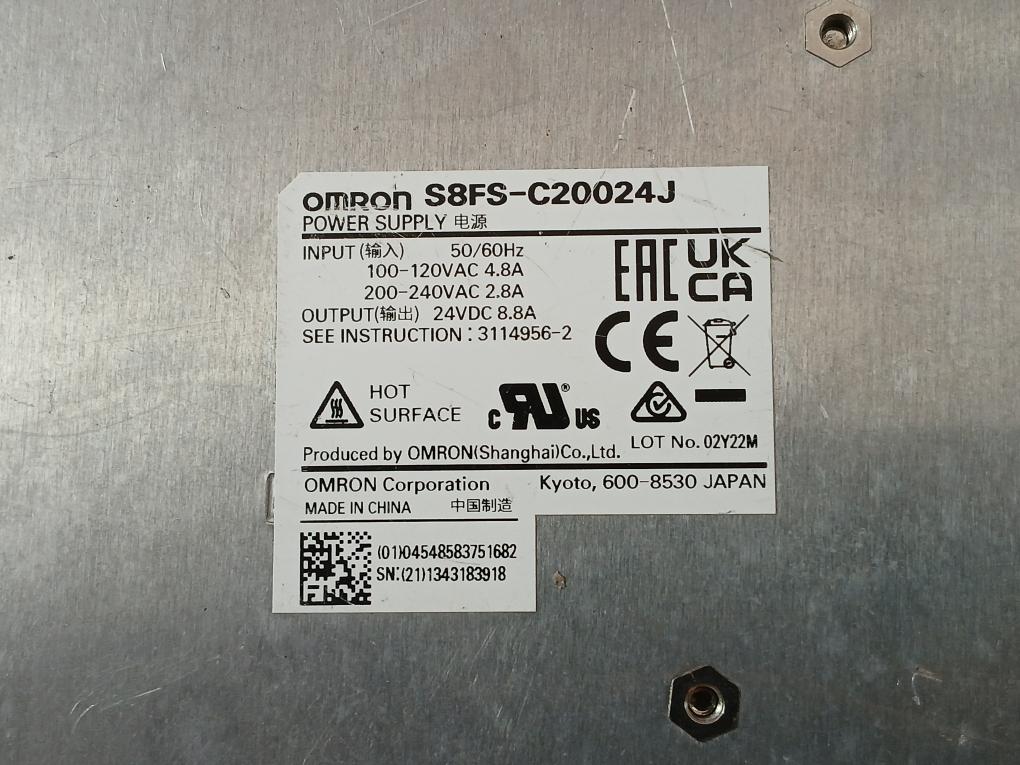 OMRON S8FS-C20024J
POWER SUPPLY 电源
INPUT (输入) 50/60Hz
100-120VAC 4.8A
200-240VAC 2.8A
OUTPUT(输出) 24VDC 8.8A
SEE INSTRUCTION : 3114956-2
EAC UK
CA
CE
HOT
SURFACE
c RU ® US
LOT No. 02Y22M
Produced by OMRON(Shanghai)Co.,Ltd.
OMRON Corporation Kyoto, 600-8530 JAPAN
MADE IN CHINA 中国制造
(01)04548583751682
SN:(21)1343183918